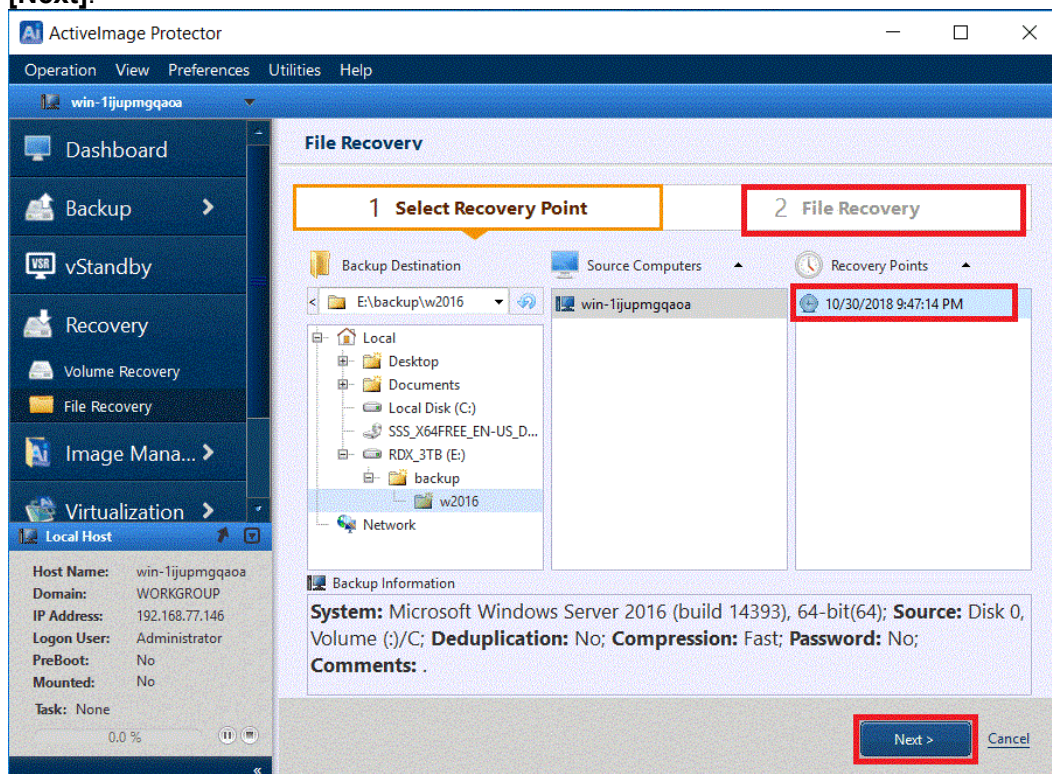 [Next].
ActiveImage Protector
Operation View Preferences Utilities Help
win-1ijupmgqaoa
Dashboard
Backup
vStandby
Recovery
Volume Recovery
File Recovery
Image Mana...
Virtualization
Local Host
Host Name: win-1ijupmgqaoa
Domain: WORKGROUP
IP Address: 192.168.77.146
Logon User: Administrator
PreBoot: No
Mounted: No
Task: None
0.0 %
«
File Recovery
1 Select Recovery Point
2 File Recovery
Backup Destination
Source Computers
Recovery Points
< E:\backup\w2016
win-1ijupmgqaoa
10/30/2018 9:47:14 PM
Local
Desktop
Documents
Local Disk (C:)
SSS_X64FREE_EN-US_D...
RDX_3TB (E:)
backup
w2016
Network
Backup Information
System: Microsoft Windows Server 2016 (build 14393), 64-bit(64); Source: Disk 0,
Volume (:)/C; Deduplication: No; Compression: Fast; Password: No;
Comments: .
Next >
Cancel